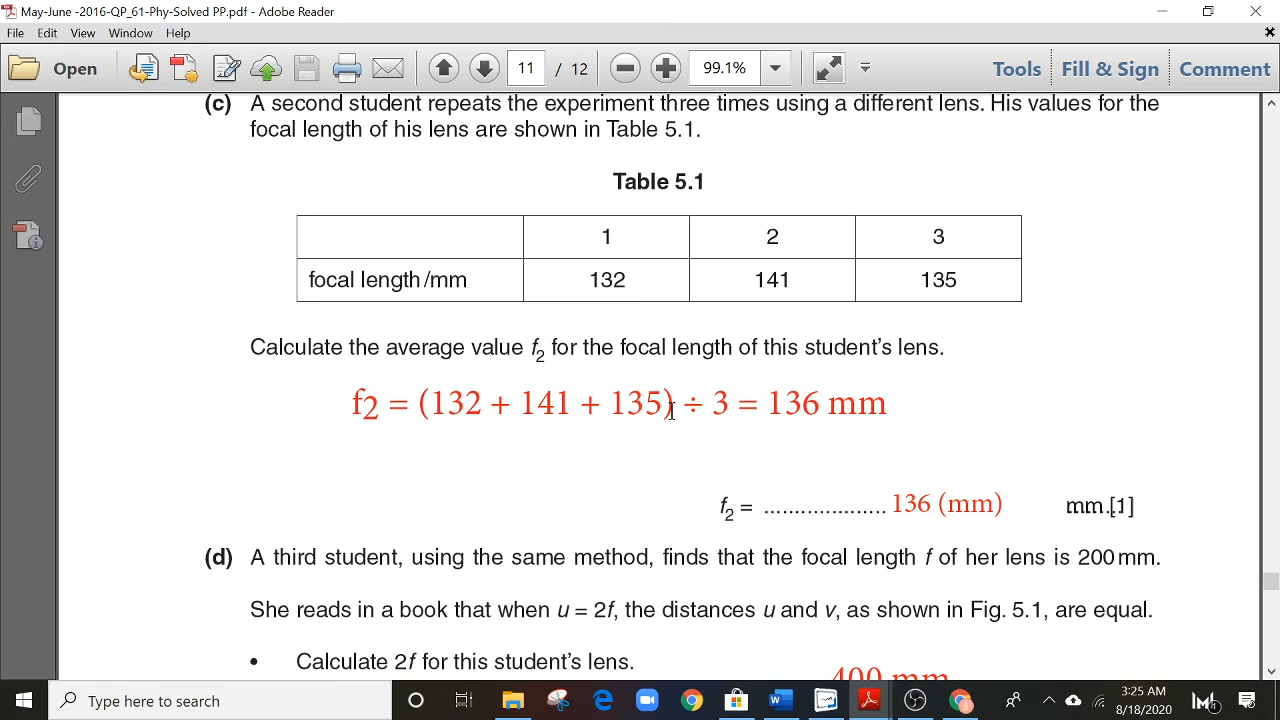 May-June -2016-QP_61-Phy-Solved PP.pdf - Adobe Reader
File Edit View Window Help
Open 11 / 12 99.1% Tools Fill & Sign Comment
(c) A second student repeats the experiment three times using a different lens. His values for the
focal length of his lens are shown in Table 5.1.
Table 5.1
1 2 3
focal length/mm 132 141 135
Calculate the average value f2 for the focal length of this student's lens.
f2 = (132 + 141 + 135) ÷ 3 = 136 mm
f2 = .................... 136 (mm) mm.[1]
(d) A third student, using the same method, finds that the focal length f of her lens is 200 mm.
She reads in a book that when u = 2f, the distances u and v, as shown in Fig. 5.1, are equal.
• Calculate 2f for this student's lens.
400 mm
Type here to search
3:25 AM
8/18/2020